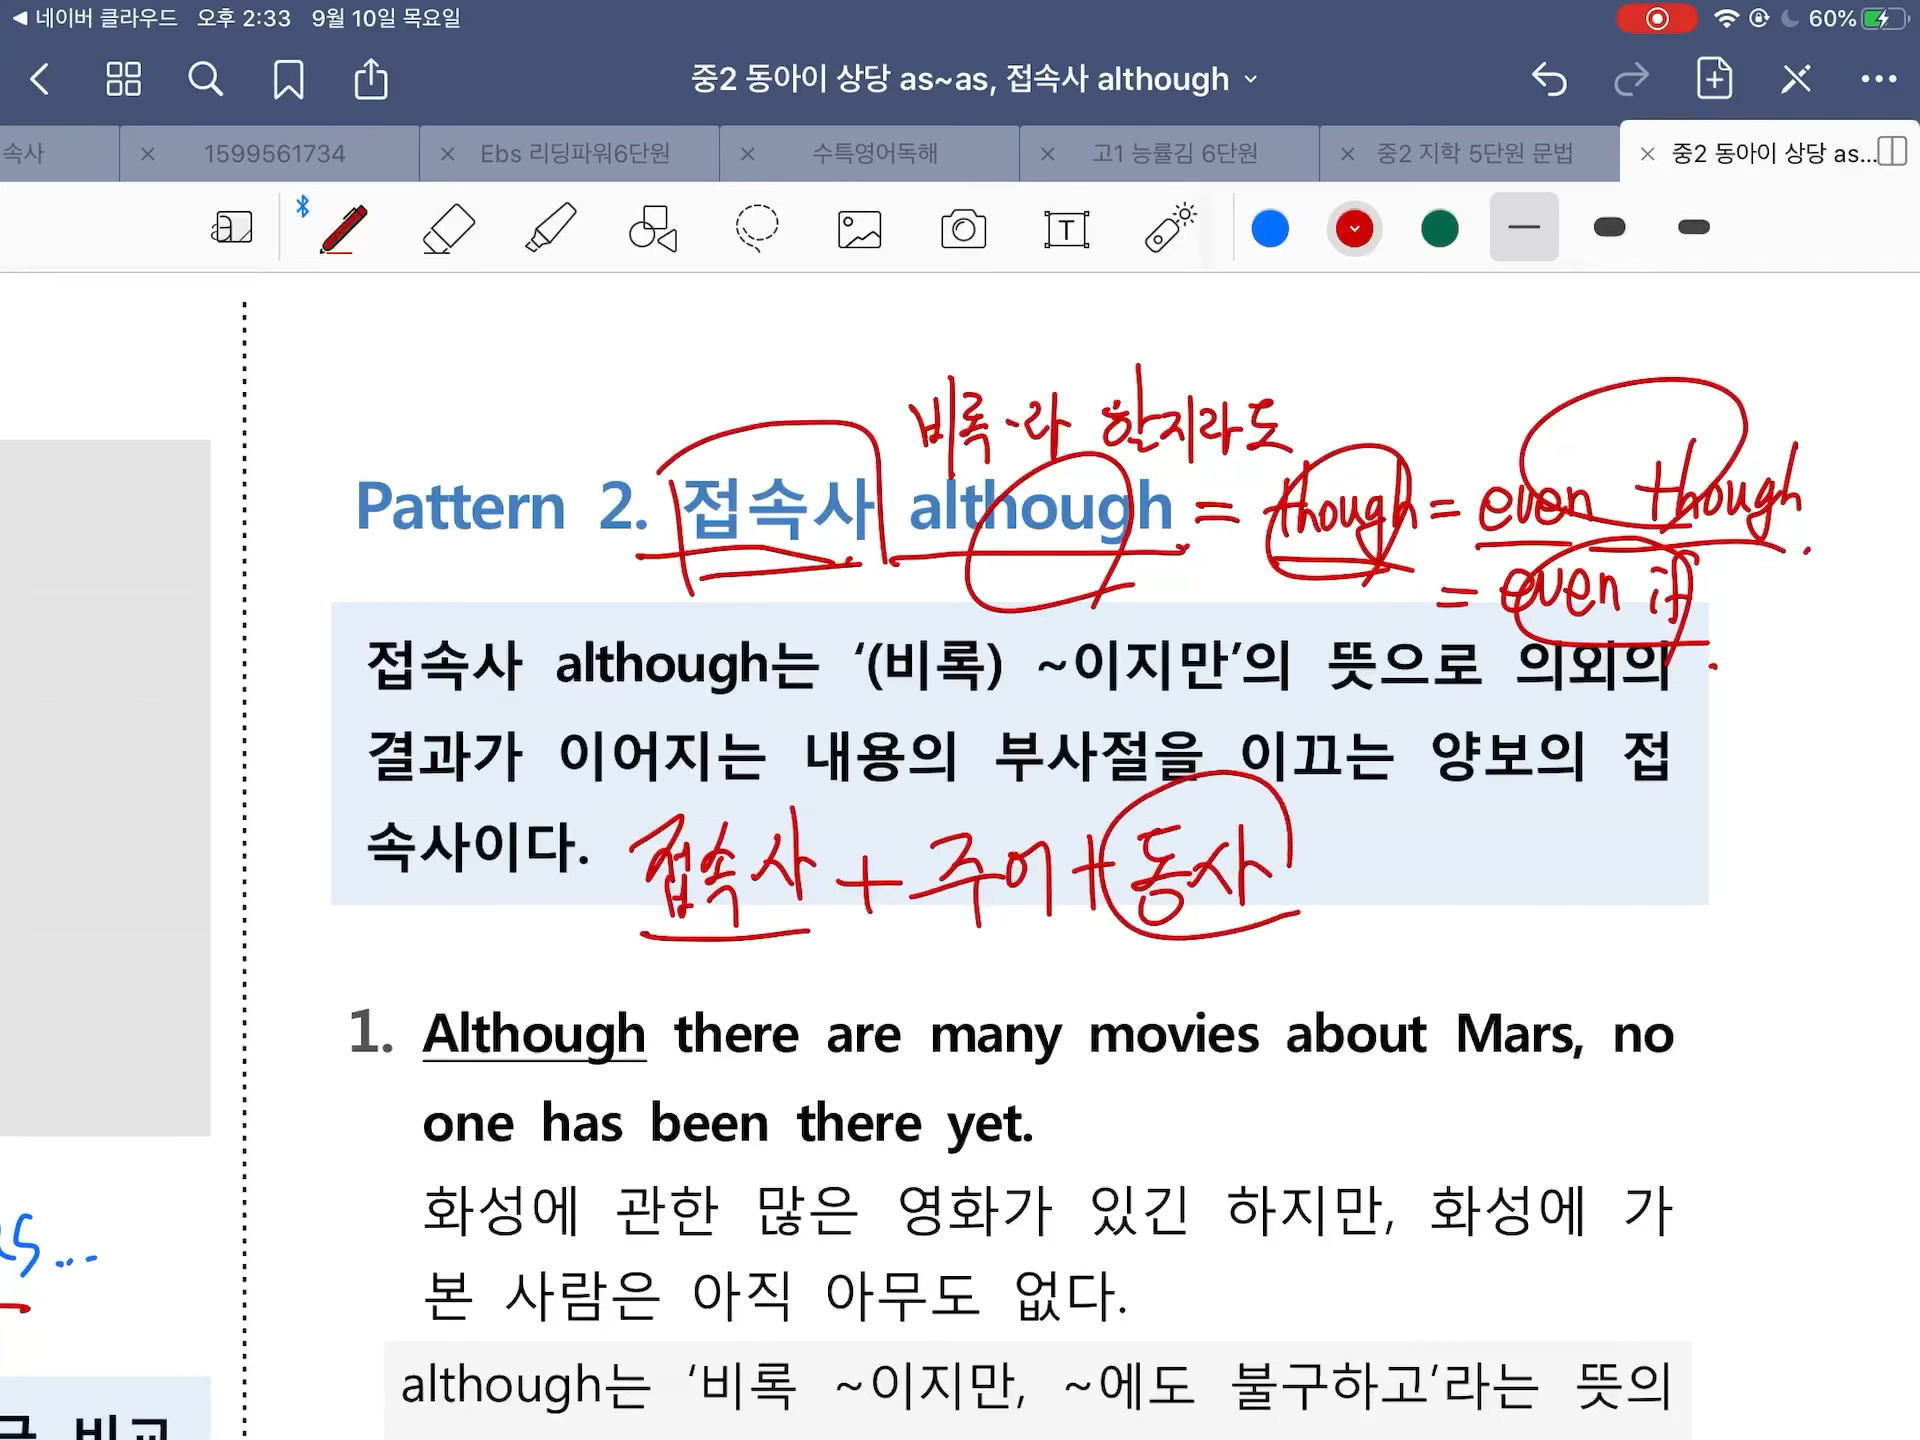 ◀ 네이버 클라우드 오후 2:33 9월 10일 목요일 60%
중2 동아이 상당 as~as, 접속사 although
속사 1599561734 Ebs 리딩파워6단원 수특영어독해 고1 능률김 6단원 중2 지학 5단원 문법 중2 동아이 상당 as...
T
비록 -라 한지라도
Pattern 2. 접속사 although = though = even though.
= even if.
접속사 although는 ‘(비록) ~이지만’의 뜻으로 의외의
결과가 이어지는 내용의 부사절을 이끄는 양보의 접
속사이다. 접속사 + 주어 + 동사
1. Although there are many movies about Mars, no
one has been there yet.
화성에 관한 많은 영화가 있긴 하지만, 화성에 가
본 사람은 아직 아무도 없다.
although는 ‘비록 ~이지만, ~에도 불구하고’라는 뜻의
as...
비교